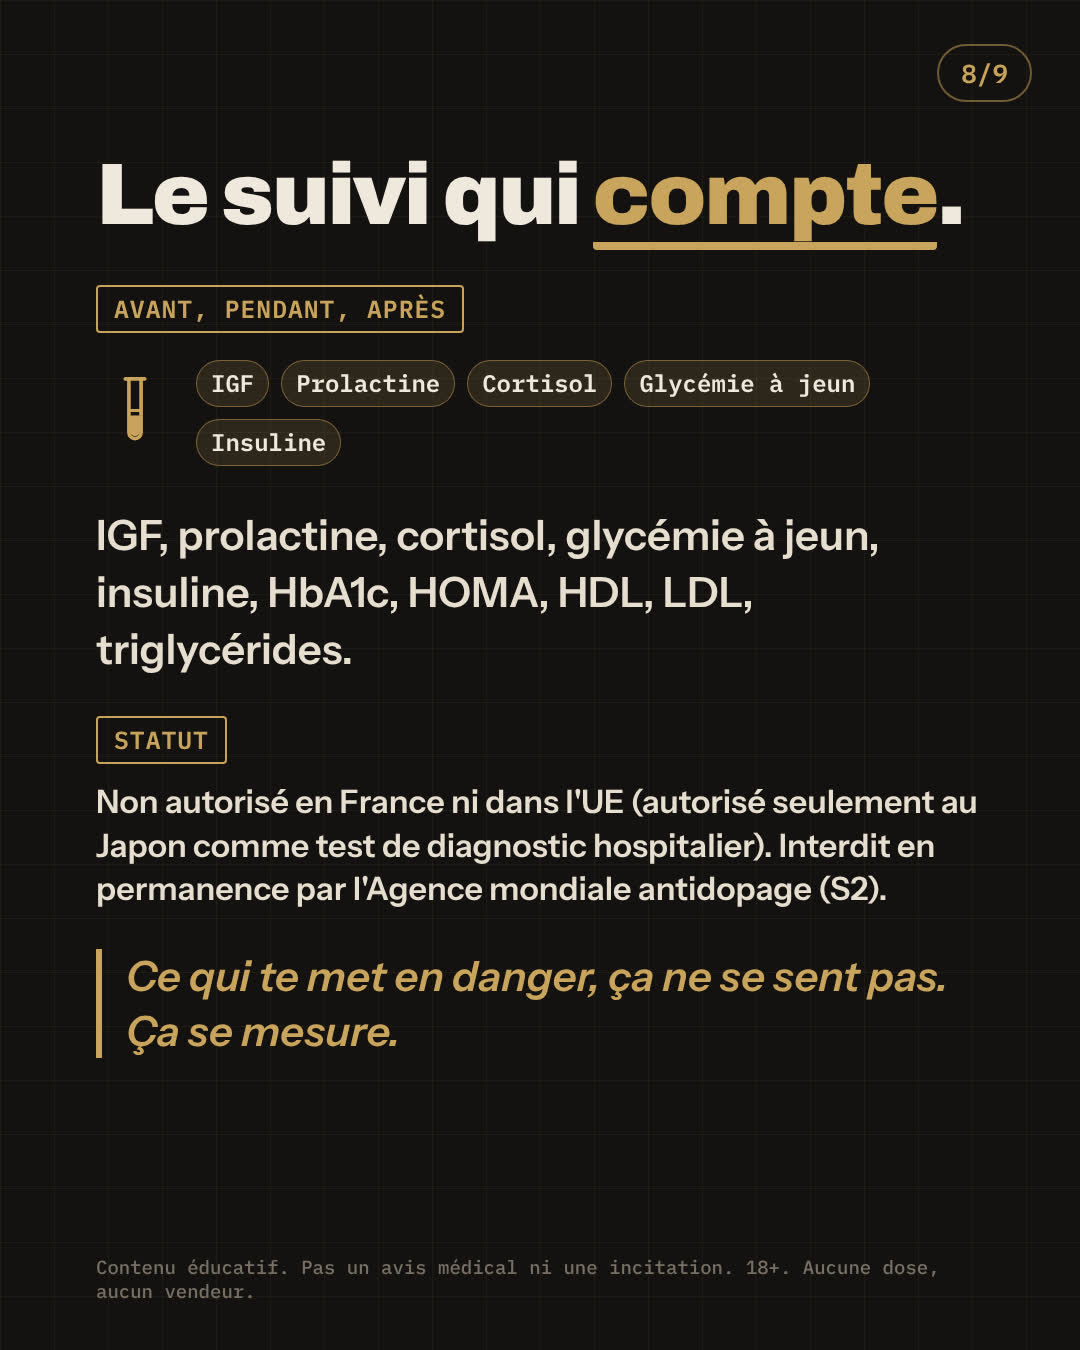 8/9
Le suivi qui compte.
AVANT, PENDANT, APRÈS
IGF Prolactine Cortisol Glycémie à jeun
Insuline
IGF, prolactine, cortisol, glycémie à jeun,
insuline, HbA1c, HOMA, HDL, LDL,
triglycérides.
STATUT
Non autorisé en France ni dans l'UE (autorisé seulement au
Japon comme test de diagnostic hospitalier). Interdit en
permanence par l'Agence mondiale antidopage (S2).
Ce qui te met en danger, ça ne se sent pas.
Ça se mesure.
Contenu éducatif. Pas un avis médical ni une incitation. 18+. Aucune dose,
aucun vendeur.